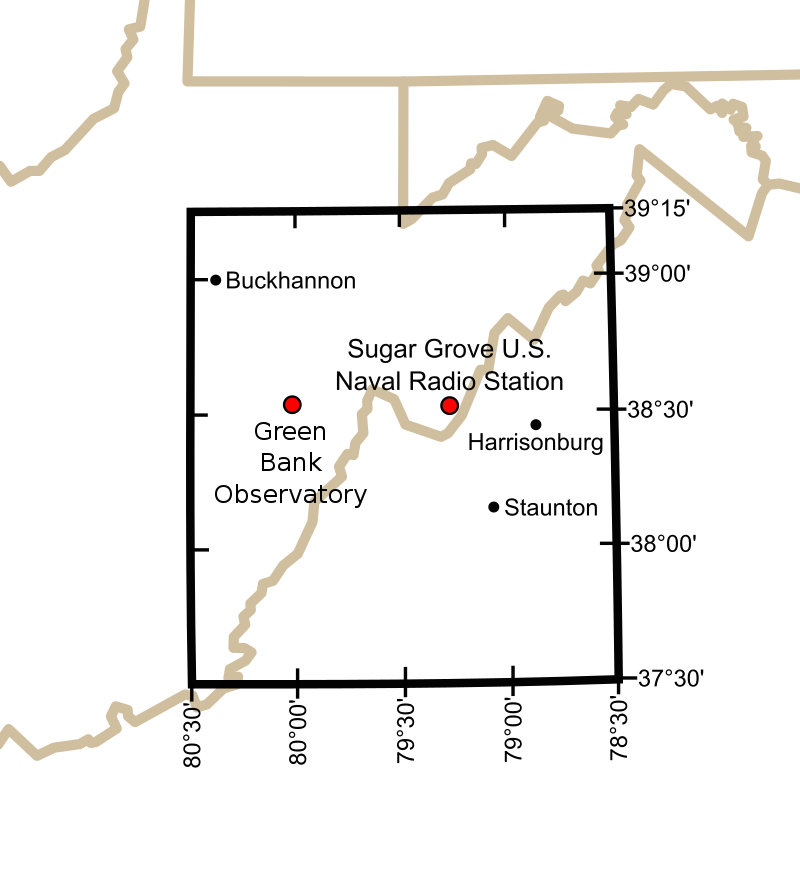 39°15'
39°00'
Buckhannon
Sugar Grove U.S.
Naval Radio Station
38°30'
Green
Bank
Observatory
Harrisonburg
Staunton
38°00'
37°30'
80°30'
80°00'
79°30'
79°00'
78°30'